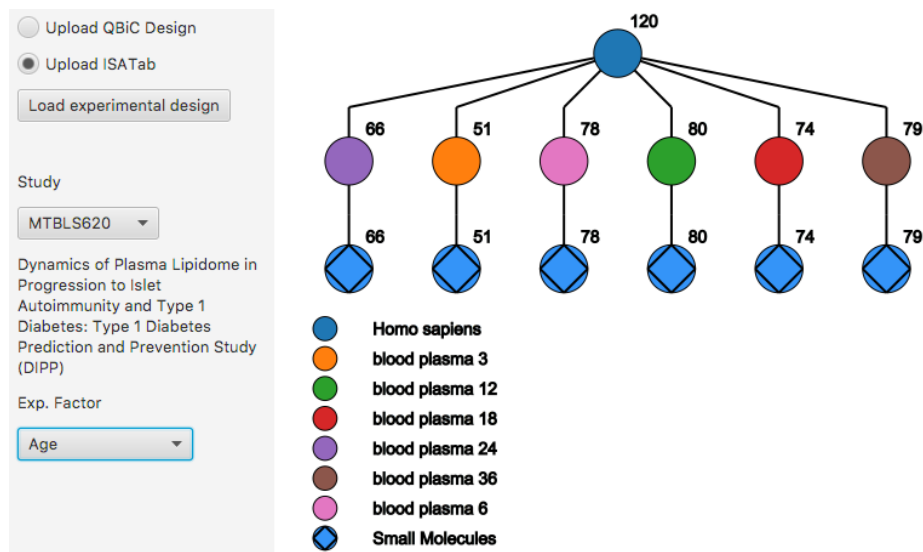 Upload QBiC Design
Upload ISATab
Load experimental design
Study
MTBLS620
Dynamics of Plasma Lipidome in
Progression to Islet
Autoimmunity and Type 1
Diabetes: Type 1 Diabetes
Prediction and Prevention Study
(DIPP)
Exp. Factor
Age
120
66 51 78 80 74 79
66 51 78 80 74 79
Homo sapiens
blood plasma 3
blood plasma 12
blood plasma 18
blood plasma 24
blood plasma 36
blood plasma 6
Small Molecules